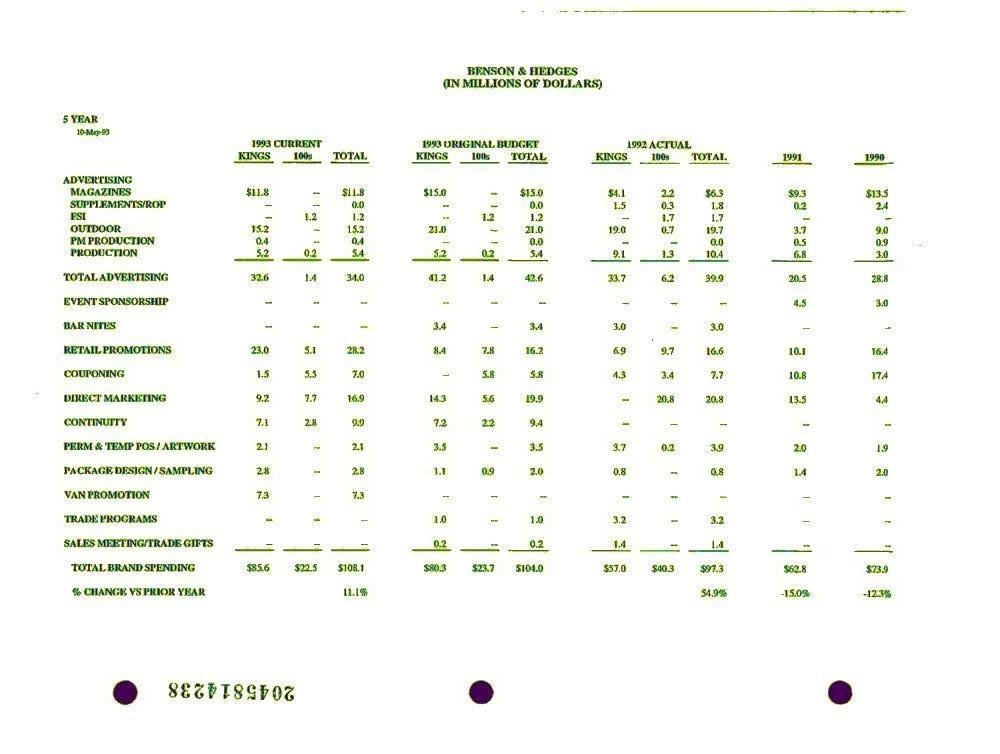 BENSON & HEDGES
(IN MILLIONS OF DOLLARS)
5 YEAR
10-May-93
1993 CURRENT 1993 ORIGINAL BUDGET 1992 ACTUAL
KINGS 100s TOTAL KINGS 100s TOTAL KINGS 100s TOTAL 1991 1990
ADVERTISING
MAGAZINES $11.8 -- $11.8 $15.0 -- $15.0 $4.1 2.2 $6.3 $9.3 $13.5
SUPPLEMENTS/ROP -- -- 0.0 -- -- 0.0 1.5 0.3 1.8 0.2 2.4
FSI -- 1.2 1.2 -- 1.2 1.2 -- 1.7 1.7 -- --
OUTDOOR 15.2 -- 15.2 21.0 -- 21.0 19.0 0.7 19.7 3.7 9.0
PM PRODUCTION 0.4 -- 0.4 -- -- 0.0 -- -- 0.0 0.5 0.9
PRODUCTION 5.2 0.2 5.4 5.2 0.2 5.4 9.1 1.3 10.4 6.8 3.0
TOTAL ADVERTISING 32.6 1.4 34.0 41.2 1.4 42.6 33.7 6.2 39.9 20.5 28.8
EVENT SPONSORSHIP -- -- -- -- -- -- -- -- -- 4.5 3.0
BAR NITES -- -- -- 3.4 -- 3.4 3.0 -- 3.0 -- --
RETAIL PROMOTIONS 23.0 5.1 28.2 8.4 7.8 16.2 6.9 9.7 16.6 10.1 16.4
COUPONING 1.5 5.5 7.0 -- 5.8 5.8 4.3 3.4 7.7 10.8 17.4
DIRECT MARKETING 9.2 7.7 16.9 14.3 5.6 19.9 -- 20.8 20.8 13.5 4.4
CONTINUITY 7.1 2.8 9.9 7.2 2.2 9.4 -- -- -- -- --
PERM & TEMP POS / ARTWORK 2.1 -- 2.1 3.5 -- 3.5 3.7 0.2 3.9 2.0 1.9
PACKAGE DESIGN / SAMPLING 2.8 -- 2.8 1.1 0.9 2.0 0.8 -- 0.8 1.4 2.0
VAN PROMOTION 7.3 -- 7.3 -- -- -- -- -- -- -- --
TRADE PROGRAMS -- -- -- 1.0 -- 1.0 3.2 -- 3.2 -- --
SALES MEETING/TRADE GIFTS -- -- -- 0.2 -- 0.2 1.4 -- 1.4 -- --
TOTAL BRAND SPENDING $85.6 $22.5 $108.1 $80.3 $23.7 $104.0 $57.0 $40.3 $97.3 $62.8 $73.9
% CHANGE VS PRIOR YEAR 11.1% 54.9% -15.0% -12.3%
2045814238